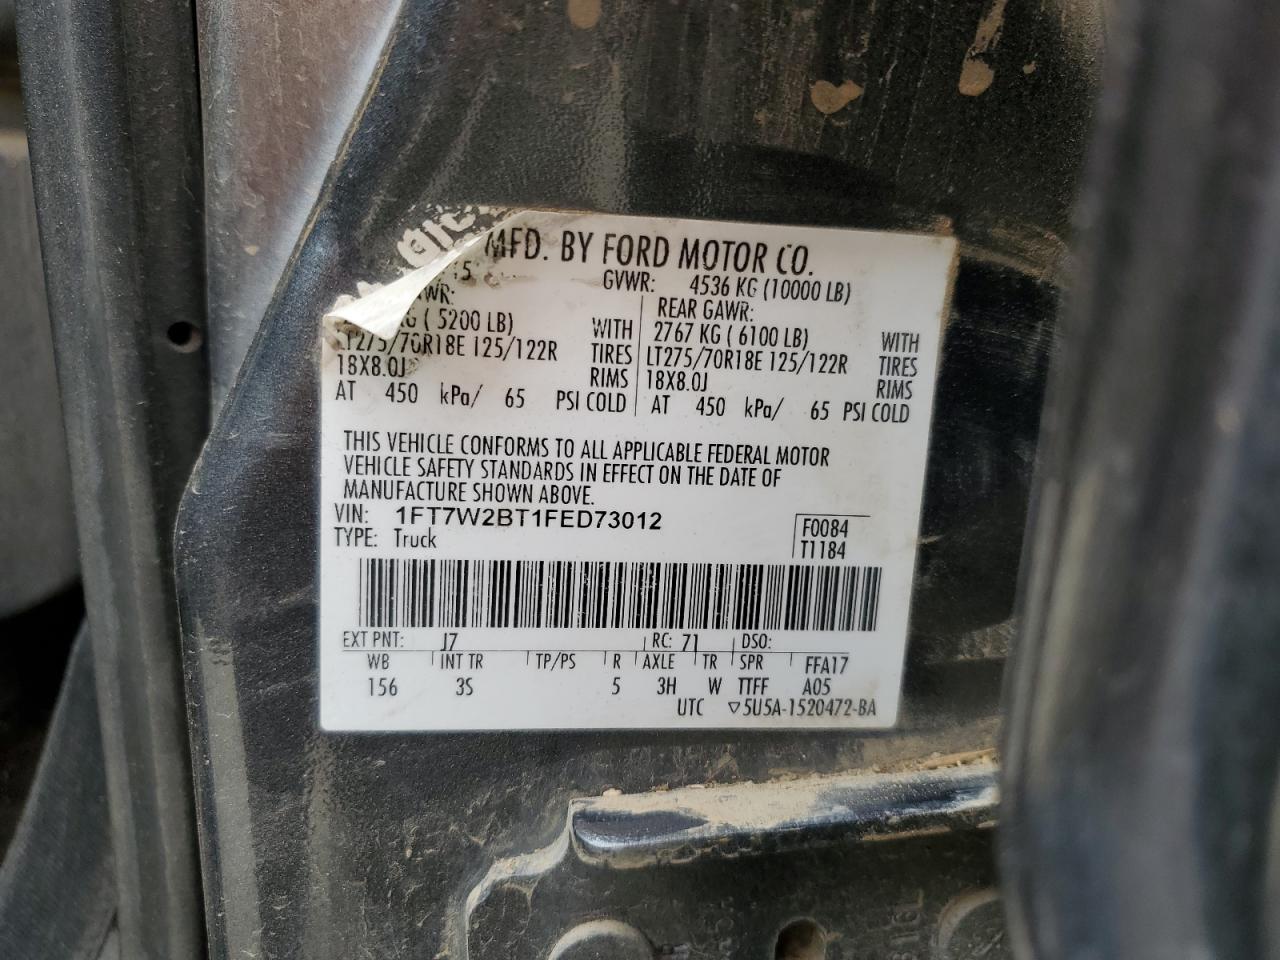 MFD. BY FORD MOTOR CO.
15 GVWR: 4536 KG (10000 LB)
WR: REAR GAWR:
KG ( 5200 LB) WITH 2767 KG ( 6100 LB) WITH
LT275/70R18E 125/122R TIRES LT275/70R18E 125/122R TIRES
18X8.0J RIMS 18X8.0J RIMS
AT 450 kPa/ 65 PSI COLD AT 450 kPa/ 65 PSI COLD
THIS VEHICLE CONFORMS TO ALL APPLICABLE FEDERAL MOTOR
VEHICLE SAFETY STANDARDS IN EFFECT ON THE DATE OF
MANUFACTURE SHOWN ABOVE.
VIN: 1FT7W2BT1FED73012 F0084
TYPE: Truck T1184
EXT PNT: J7 RC: 71 DSO:
WB INT TR TP/PS R AXLE TR SPR FFA17
156 3S 5 3H W TTFF A05
UTC ▽5U5A-1520472-BA